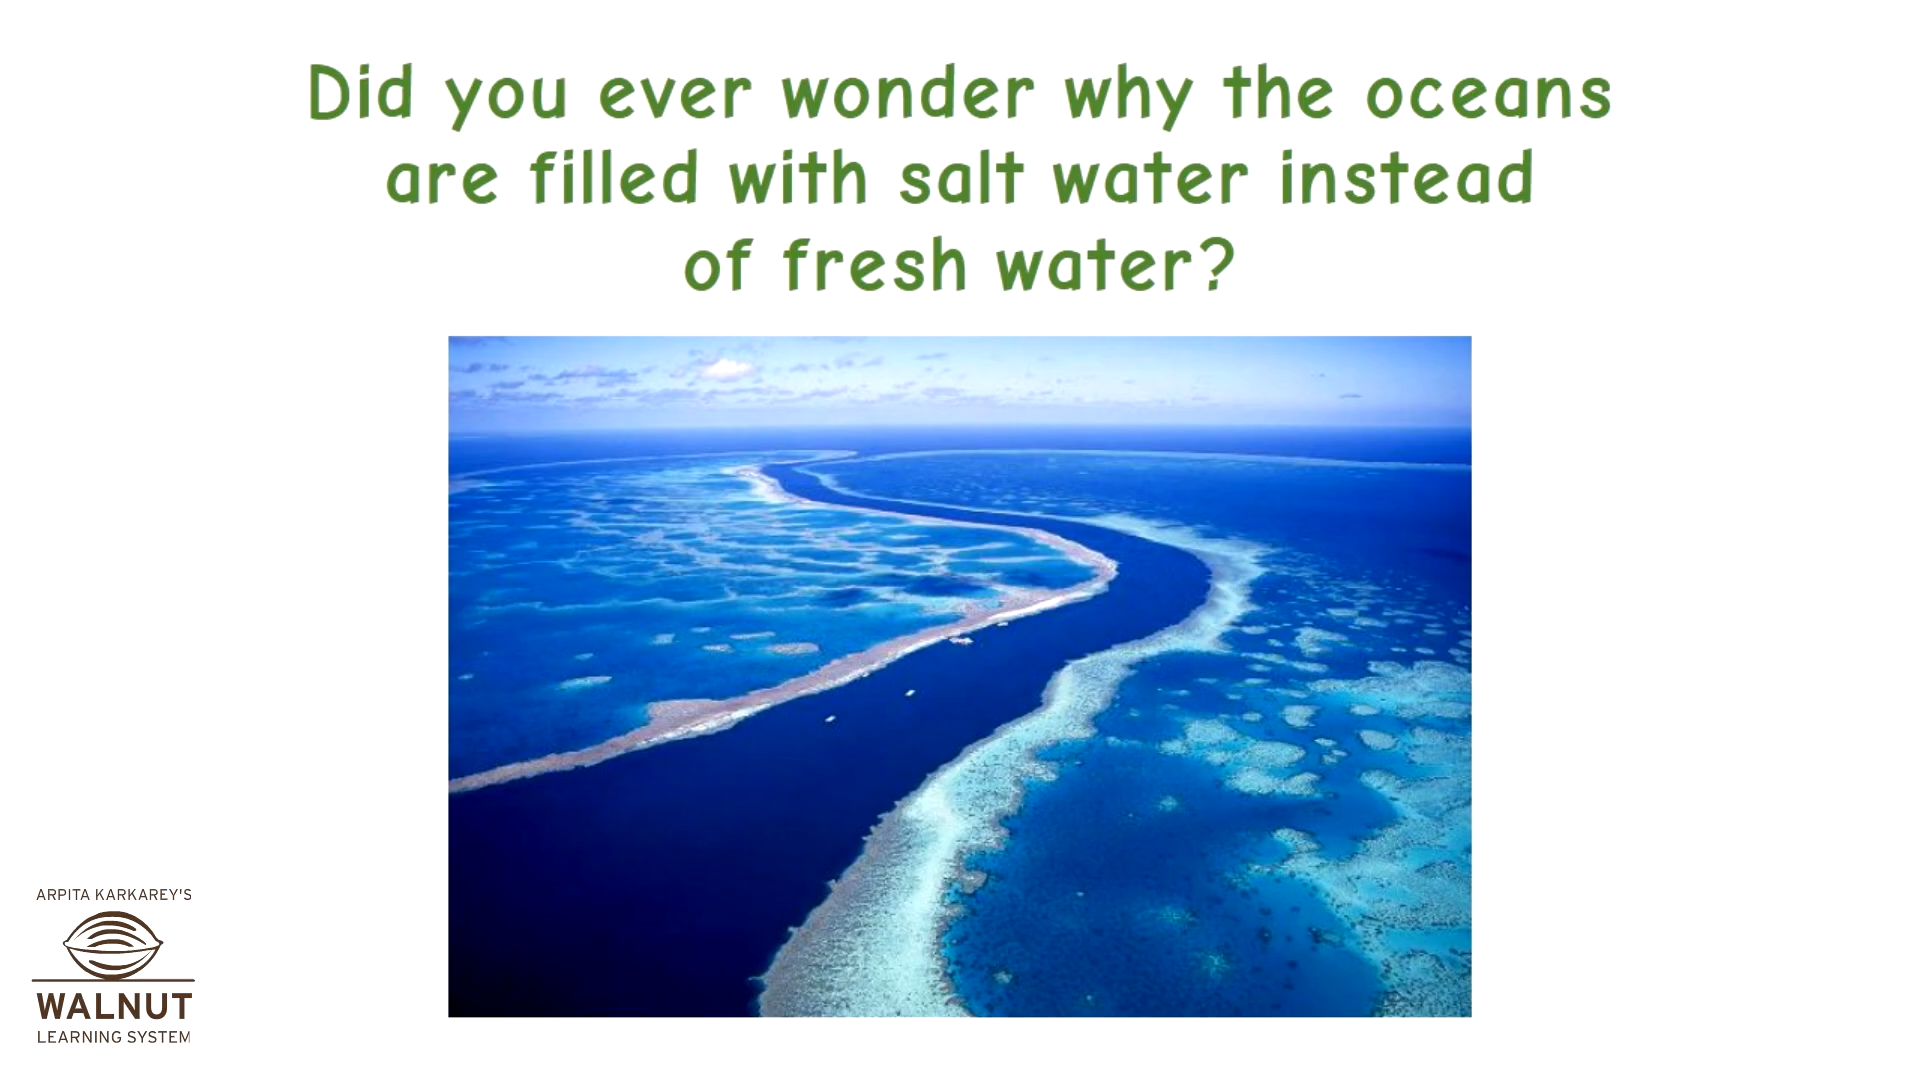 Did you ever wonder why the oceans
are filled with salt water instead
of fresh water?
ARPITA KARKAREY'S
WALNUT
LEARNING SYSTEM